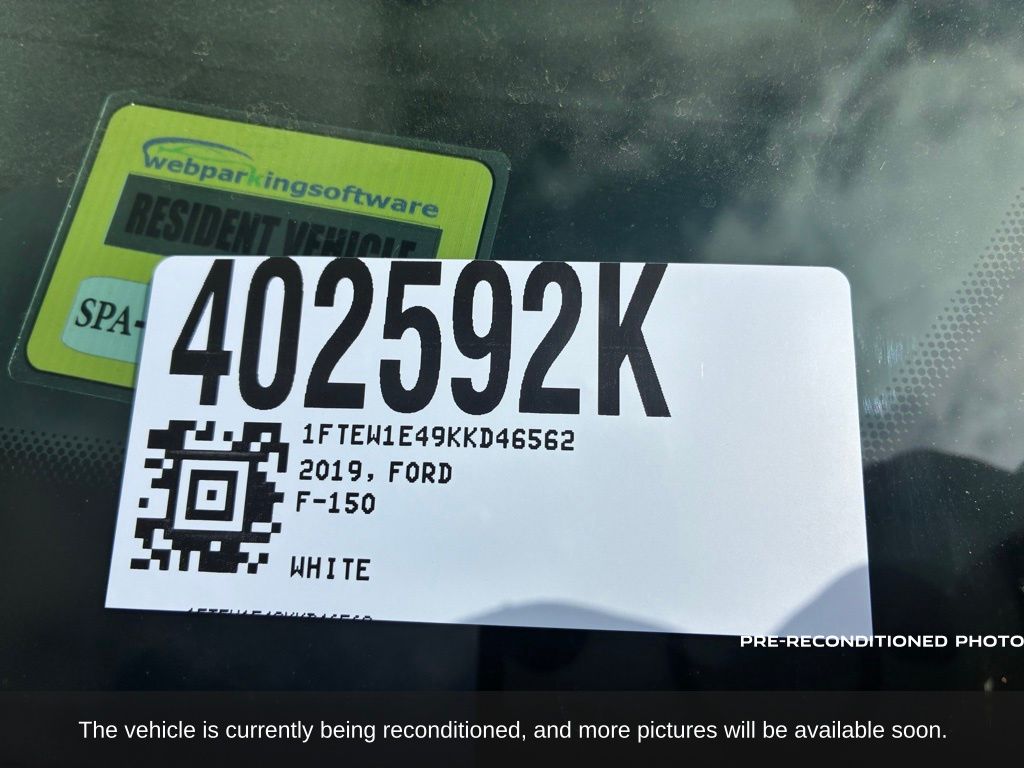 webparkingsoftware
RESIDENT VEHICLE
SPA-
402592K
1FTEW1E49KKD46562
2019, FORD
F-150
WHITE
1FTEW1E49KKD46562
PRE-RECONDITIONED PHOTO
The vehicle is currently being reconditioned, and more pictures will be available soon.